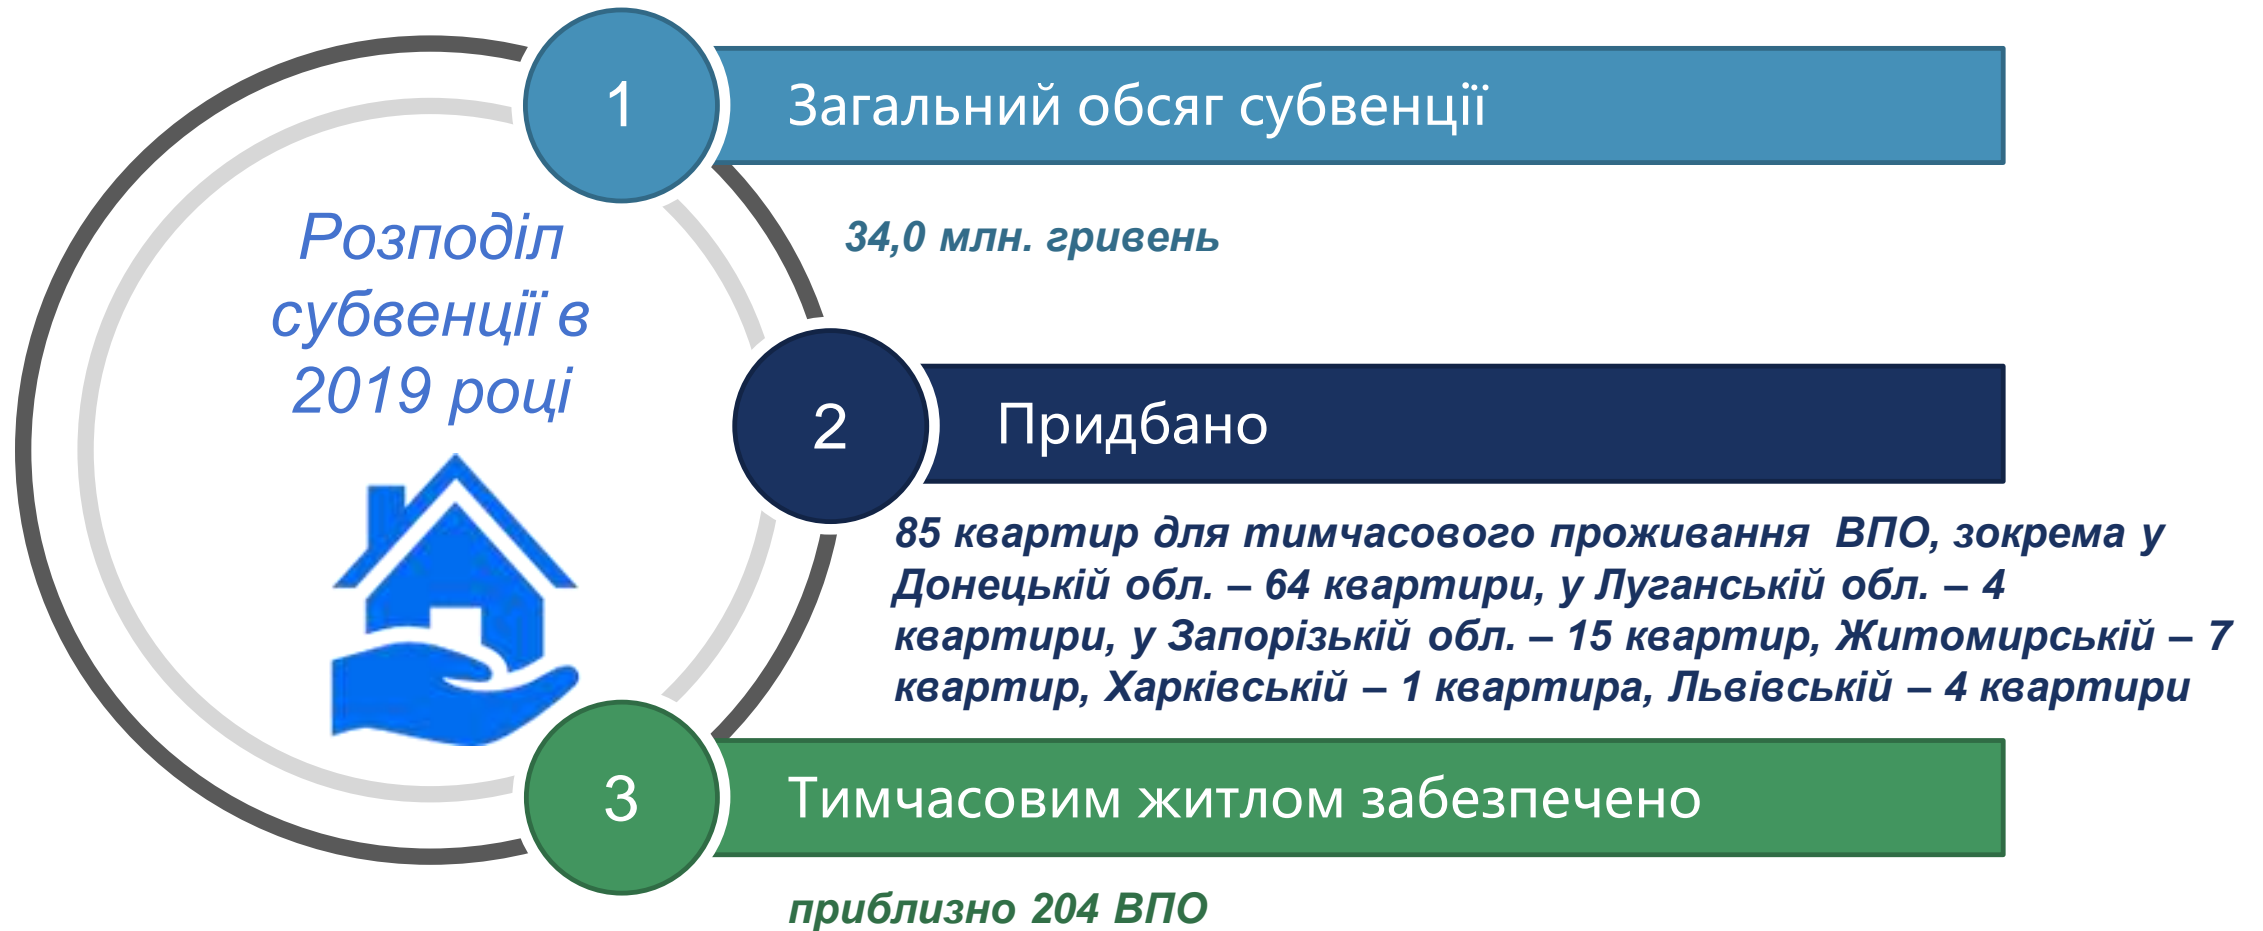 Розподіл
субвенції в
2019 році
1
Загальний обсяг субвенції
34,0 млн. гривень
2
Придбано
85 квартир для тимчасового проживання ВПО, зокрема у
Донецькій обл. – 64 квартири, у Луганській обл. – 4
квартири, у Запорізькій обл. – 15 квартир, Житомирській – 7
квартир, Харківській – 1 квартира, Львівській – 4 квартири
3
Тимчасовим житлом забезпечено
приблизно 204 ВПО